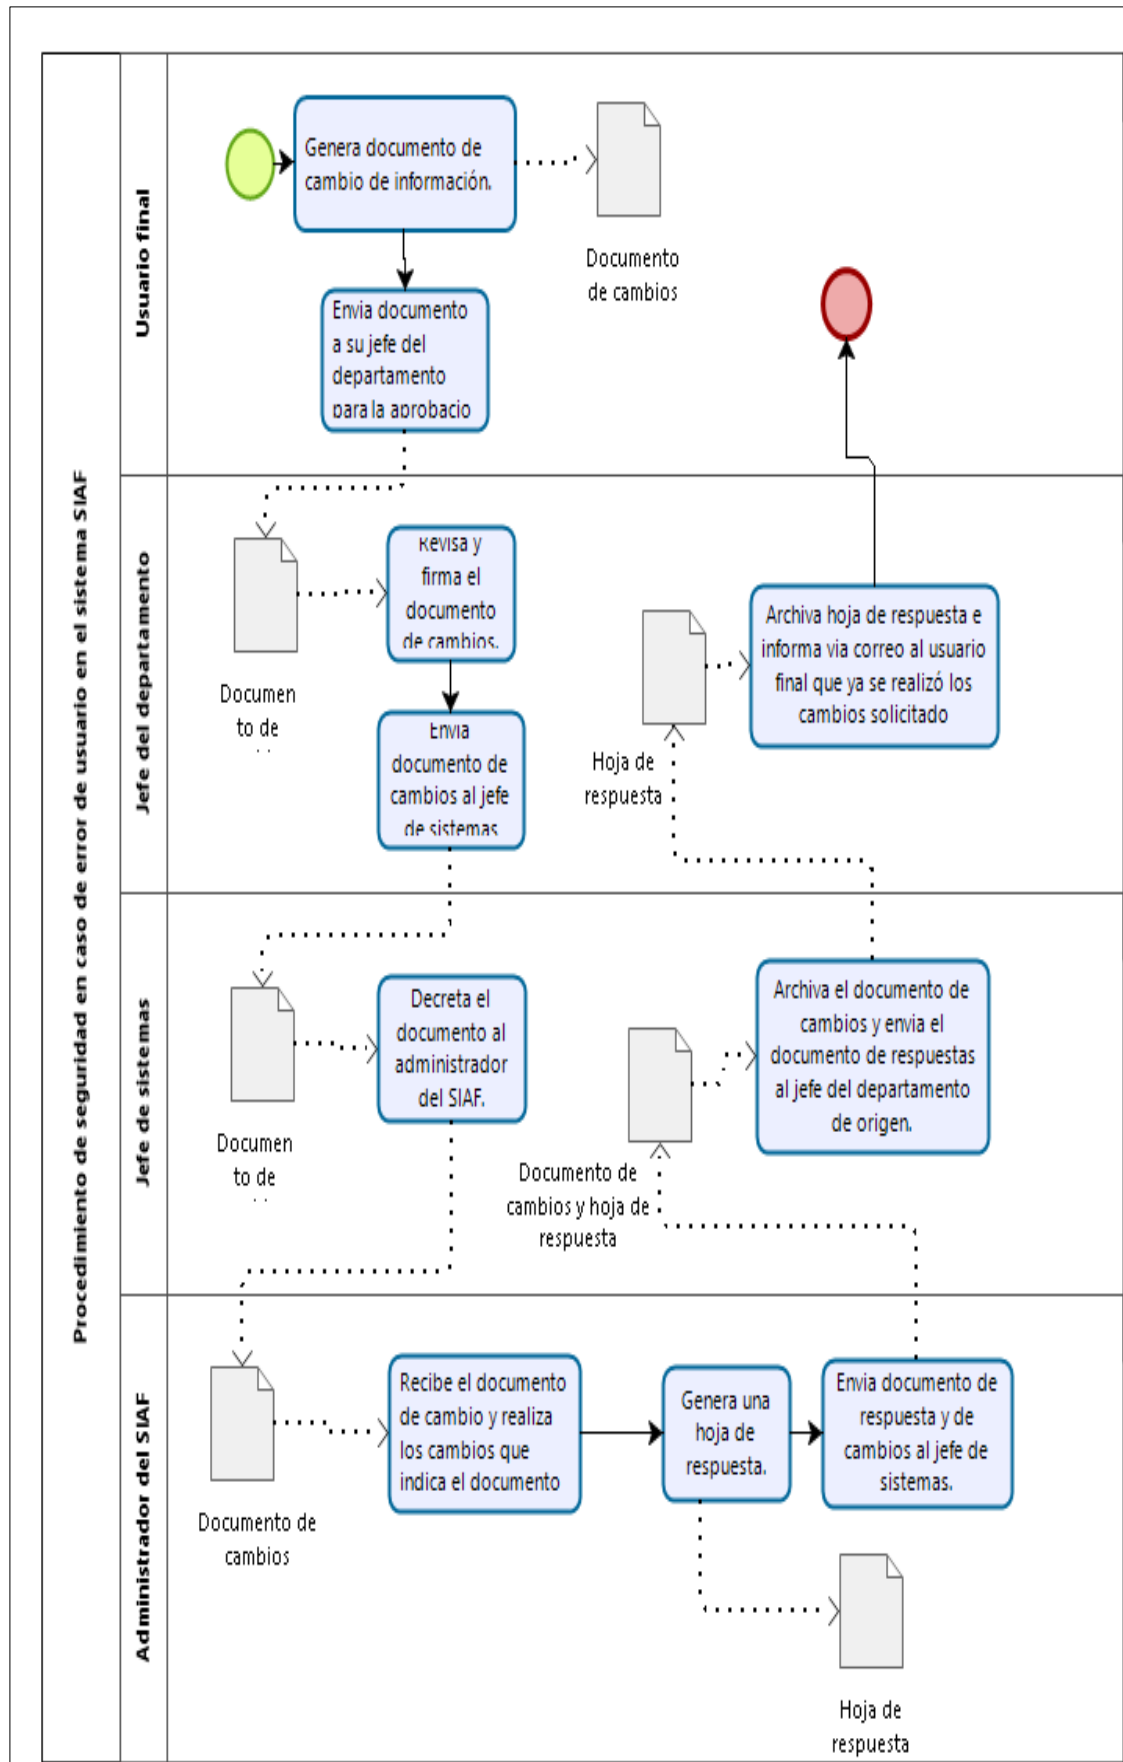 Procedimiento de seguridad en caso de error de usuario en el sistema SIAF
Usuario final
Genera documento de
cambio de información.
Documento
de cambios
Envia documento
a su jefe del
departamento
para la aprobacio
Jefe del departamento
Documen
to de
Revisa y
firma el
documento
de cambios.
Envia
documento de
cambios al jefe
de sistemas
Hoja de
respuesta
Archiva hoja de respuesta e
informa via correo al usuario
final que ya se realizó los
cambios solicitado
Jefe de sistemas
Documen
to de
Decreta el
documento al
administrador
del SIAF.
Documento de
cambios y hoja de
respuesta
Archiva el documento de
cambios y envia el
documento de respuestas
al jefe del departamento
de origen.
Administrador del SIAF
Documento de
cambios
Recibe el documento
de cambio y realiza
los cambios que
indica el documento
Genera una
hoja de
respuesta.
Envia documento de
respuesta y de
cambios al jefe de
sistemas.
Hoja de
respuesta